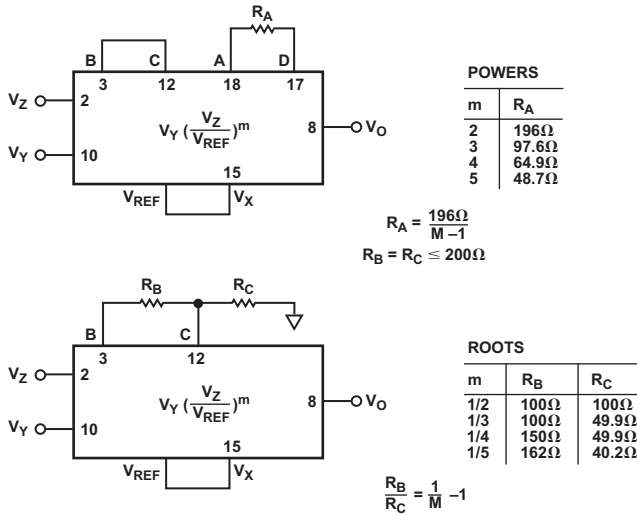 R_A
B C A D
3 12 18 17
V_Z 2
V_Y (V_Z/V_REF)^m
8 V_O
V_Y 10
15
V_REF V_X
POWERS
m R_A
2 196Ω
3 97.6Ω
4 64.9Ω
5 48.7Ω
R_A = 196Ω/M –1
R_B = R_C ≤ 200Ω
R_B R_C
B C
3 12
V_Z 2
V_Y (V_Z/V_REF)^m
8 V_O
V_Y 10
15
V_REF V_X
ROOTS
m R_B R_C
1/2 100Ω 100Ω
1/3 100Ω 49.9Ω
1/4 150Ω 49.9Ω
1/5 162Ω 40.2Ω
R_B/R_C = 1/M –1